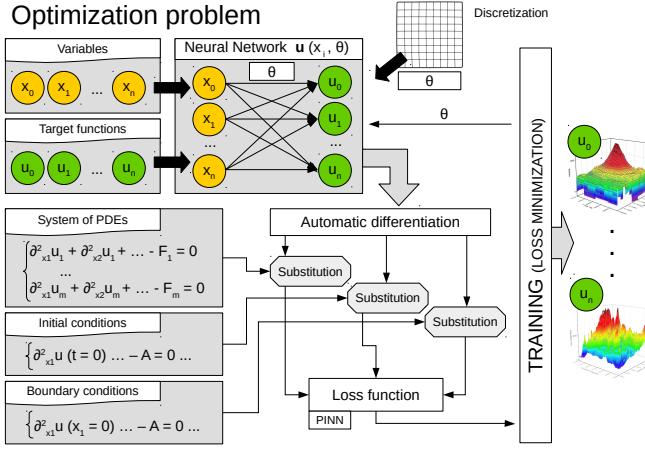 Optimization problem
Variables
x₀ x₁ ... xₙ
Target functions
u₀ u₁ ... uₙ
Neural Network u (xᵢ, θ)
θ
x₀ u₀
x₁ u₁
... ...
xₙ uₙ
Discretization
θ
θ
System of PDEs
∂²ₓ₁u₁ + ∂²ₓ₂u₁ + ... - F₁ = 0
...
∂²ₓ₁uₘ + ∂²ₓ₂uₘ + ... - Fₘ = 0
Initial conditions
∂²ₓ₁u (t = 0) ... – A = 0 ...
Boundary conditions
∂²ₓ₁u (x₁ = 0) ... – A = 0 ...
Automatic differentiation
Substitution
Substitution
Substitution
Loss function
PINN
TRAINING (LOSS MINIMIZATION)
u₀
.
.
.
uₙ